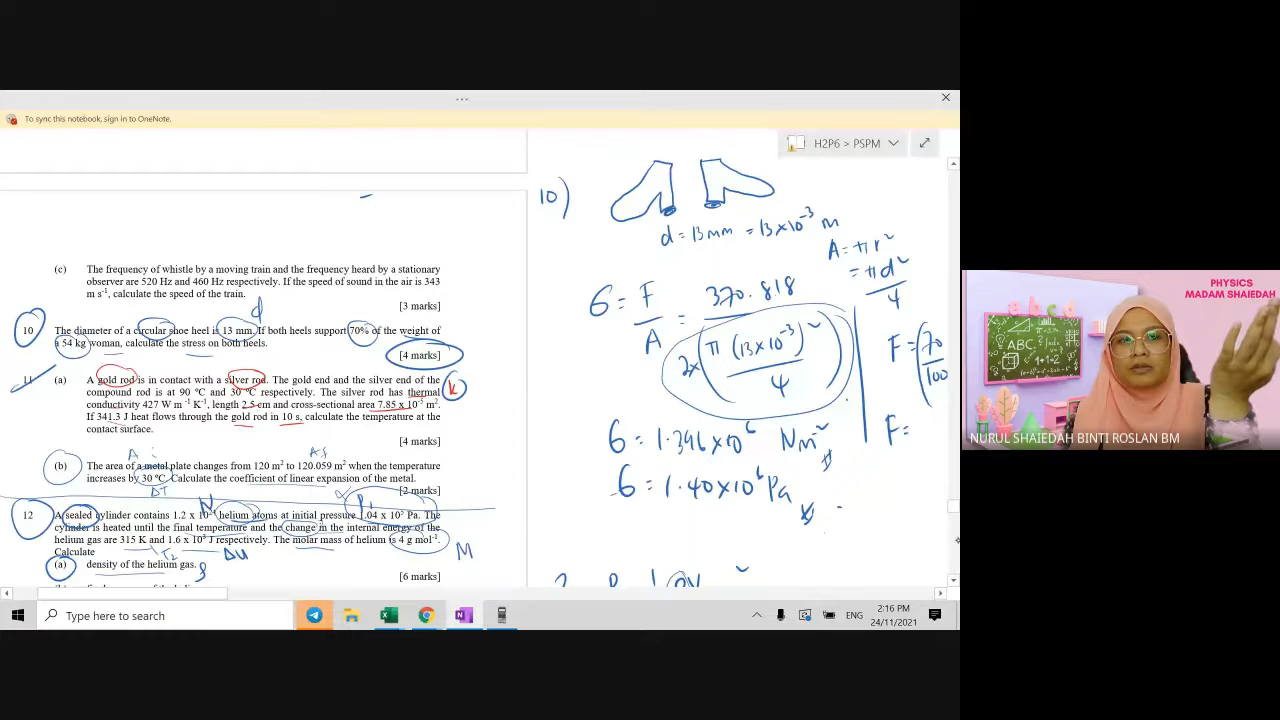 To sync this notebook, sign in to OneNote.
H2P6 > PSPM
(c) The frequency of whistle by a moving train and the frequency heard by a stationary
observer are 520 Hz and 460 Hz respectively. If the speed of sound in the air is 343
m s⁻¹, calculate the speed of the train.
[3 marks]
d
10 The diameter of a circular shoe heel is 13 mm. If both heels support 70% of the weight of
a 54 kg woman, calculate the stress on both heels.
[4 marks]
11 (a) A gold rod is in contact with a silver rod. The gold end and the silver end of the
compound rod is at 90 °C and 30 °C respectively. The silver rod has thermal
k
conductivity 427 W m⁻¹ K⁻¹, length 2.5 cm and cross-sectional area 7.85 x 10⁻⁵ m².
If 341.3 J heat flows through the gold rod in 10 s, calculate the temperature at the
contact surface.
[4 marks]
(b) The area of a metal plate changes from 120 m² to 120.059 m² when the temperature
increases by 30 °C. Calculate the coefficient of linear expansion of the metal.
ΔT
[2 marks]
N
P₁
12 A sealed cylinder contains 1.2 x 10²⁴ helium atoms at initial pressure 1.04 x 10⁵ Pa. The
cylinder is heated until the final temperature and the change in the internal energy of the
helium gas are 315 K and 1.6 x 10³ J respectively. The molar mass of helium is 4 g mol⁻¹.
Calculate
T₂
ΔU
M
(a) density of the helium gas.
[6 marks]
10)
d = 13 mm = 13 × 10⁻³ m
A = πr²
= πd²
4
σ = F = 370.818
A 2×(π (13×10⁻³)²
4)
F = (70
100
σ = 1.396×10⁶ Nm⁻²
F =
σ = 1.40×10⁶ Pa
PHYSICS
MADAM SHAIEDAH
ABC
NURUL SHAIEDAH BINTI ROSLAN BM
Type here to search
ENG
2:16 PM
24/11/2021